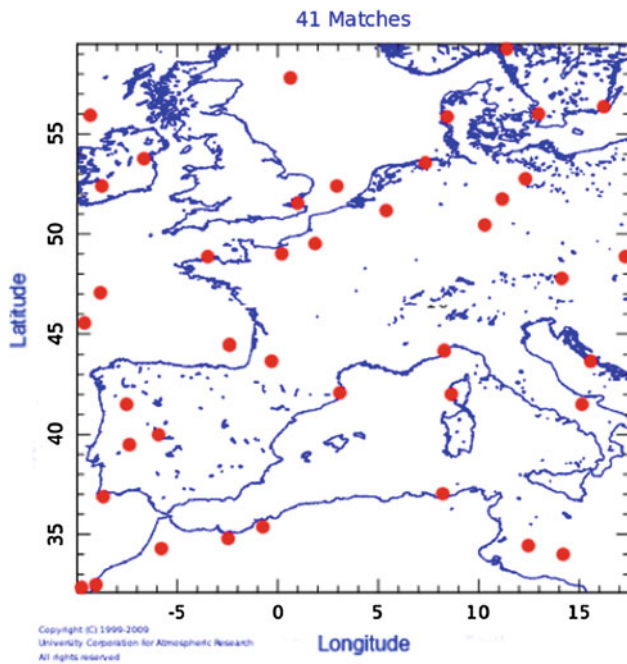 41 Matches
55
50
45
40
35
Latitude
-5 0 5 10 15
Longitude
Copyright (C) 1999-2009
University Corporation for Atmospheric Research
All rights reserved